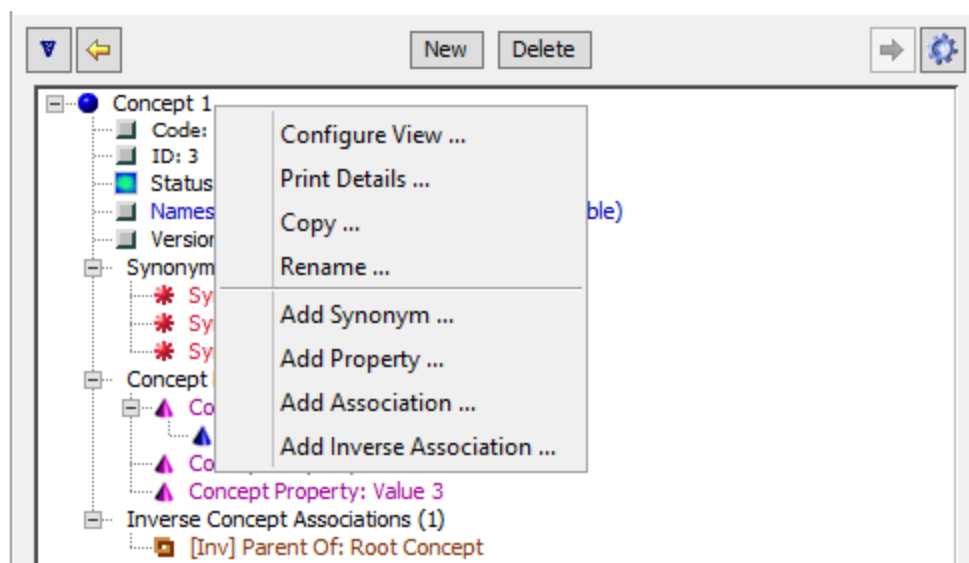 New Delete
Concept 1
Code:
Configure View ...
ID: 3
Print Details ...
Status
Names ble)
Copy ...
Version
Rename ...
Synonym
Sy
Add Synonym ...
Sy
Sy
Add Property ...
Concept
Co
Add Association ...
Add Inverse Association ...
Co
Concept Property: Value 3
Inverse Concept Associations (1)
[Inv] Parent Of: Root Concept